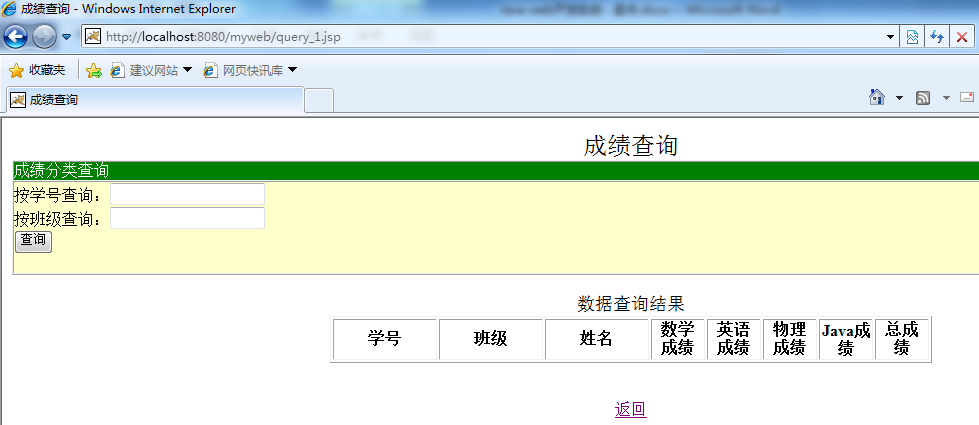 成绩查询 - Windows Internet Explorer
http://localhost:8080/myweb/query_1.jsp
收藏夹 建议网站 网页快讯库
成绩查询
成绩查询
成绩分类查询
按学号查询：
按班级查询：
查询
数据查询结果
学号 班级 姓名 数学成绩 英语成绩 物理成绩 Java成绩 总成绩
返回